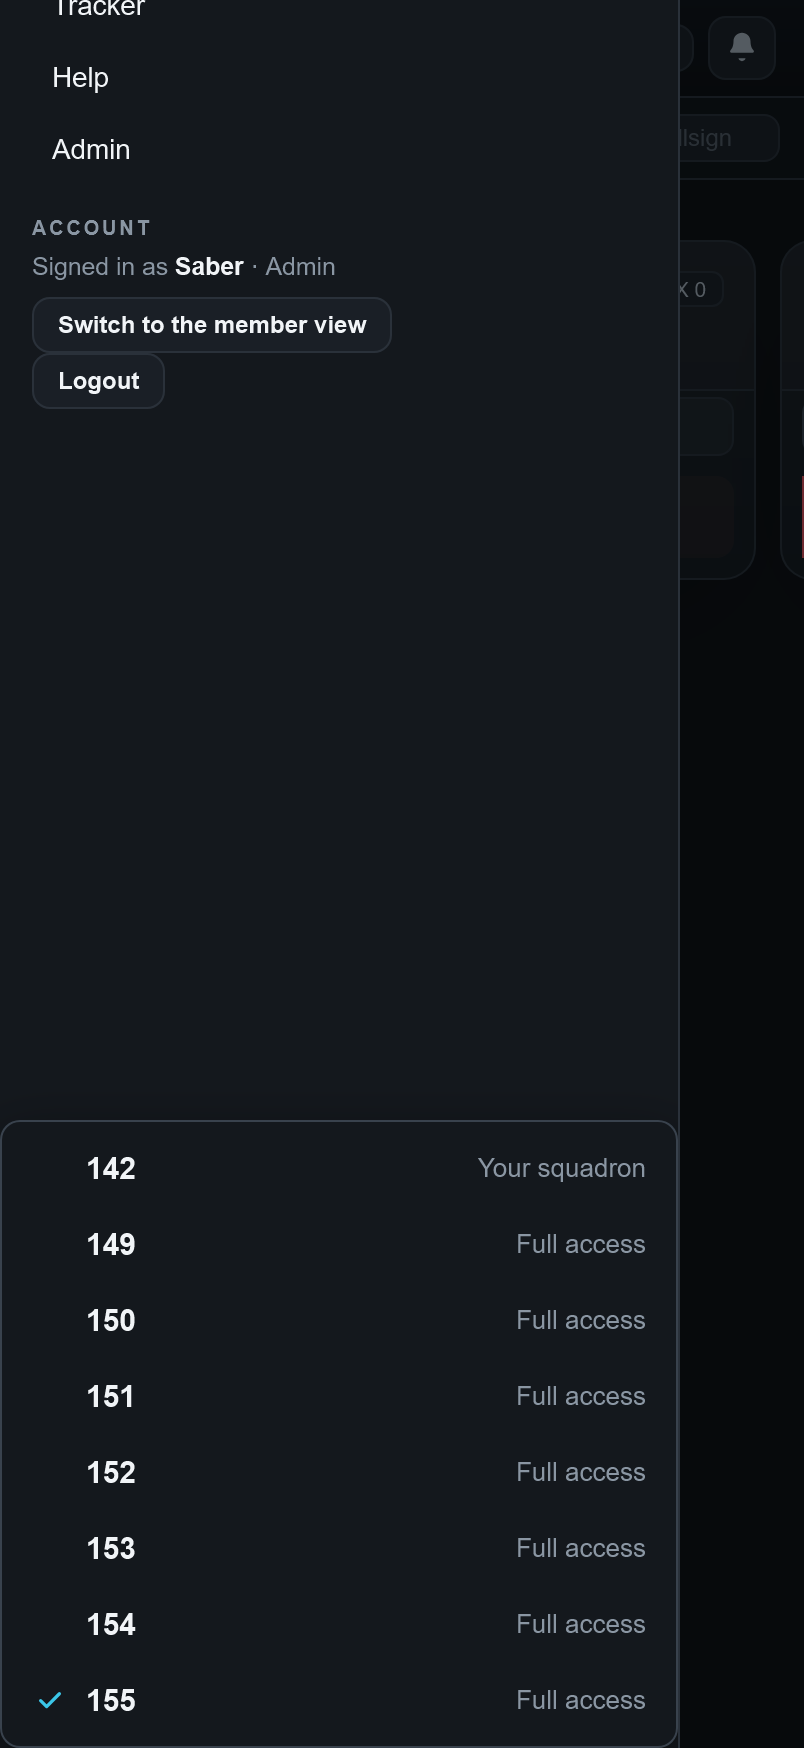 Tracker
Help
Admin
ACCOUNT
Signed in as Saber · Admin
Switch to the member view
Logout
llsign
X 0
142 Your squadron
149 Full access
150 Full access
151 Full access
152 Full access
153 Full access
154 Full access
155 Full access